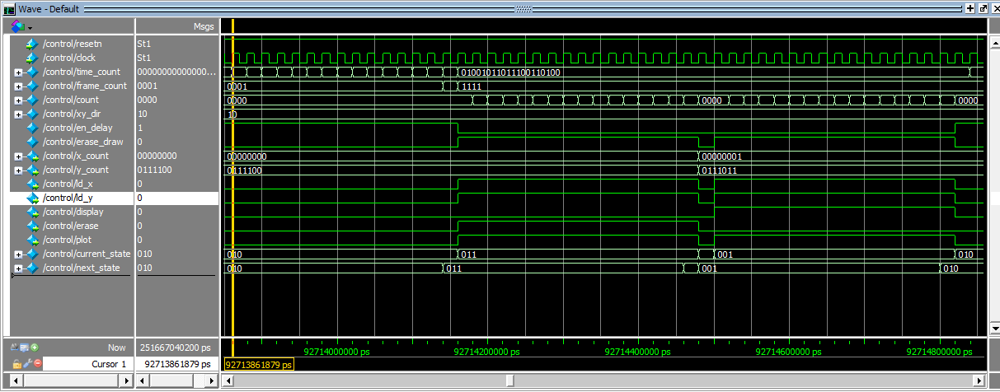 Wave - Default
Msgs
/control/resetn St1
/control/clock St1
/control/time_count 00000000000000... 01001011011100110100
/control/frame_count 0001 0001 1111
/control/count 0000 0000 0000 0000
/control/xy_dir 10 10
/control/en_delay 1
/control/erase_draw 0
/control/x_count 00000000 00000000 00000001
/control/y_count 0111100 0111100 0111011
/control/ld_x 0
/control/ld_y 0
/control/display 0
/control/erase 0
/control/plot 0
/control/current_state 010 010 011 001 010
/control/next_state 010 010 011 001 010
Now 251667040200 ps 92714000000 ps 92714200000 ps 92714400000 ps 92714600000 ps 92714800000 ps
Cursor 1 92713861879 ps 92713861879 ps